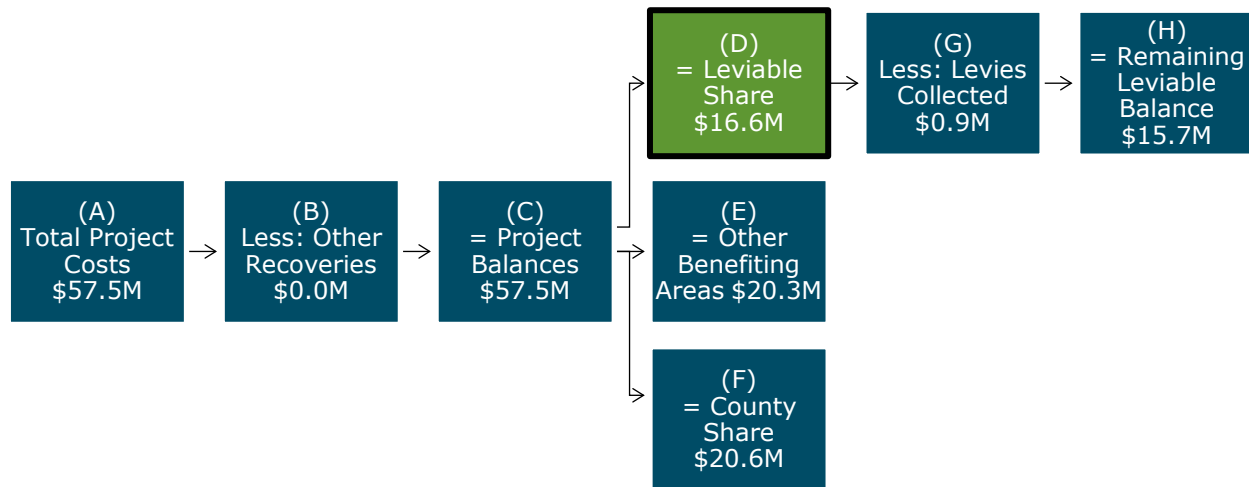 (A)
Total Project
Costs
$57.5M
(B)
Less: Other
Recoveries
$0.0M
(C)
= Project
Balances
$57.5M
(D)
= Leviable
Share
$16.6M
(G)
Less: Levies
Collected
$0.9M
(H)
= Remaining
Leviable
Balance
$15.7M
(E)
= Other
Benefiting
Areas $20.3M
(F)
= County
Share
$20.6M